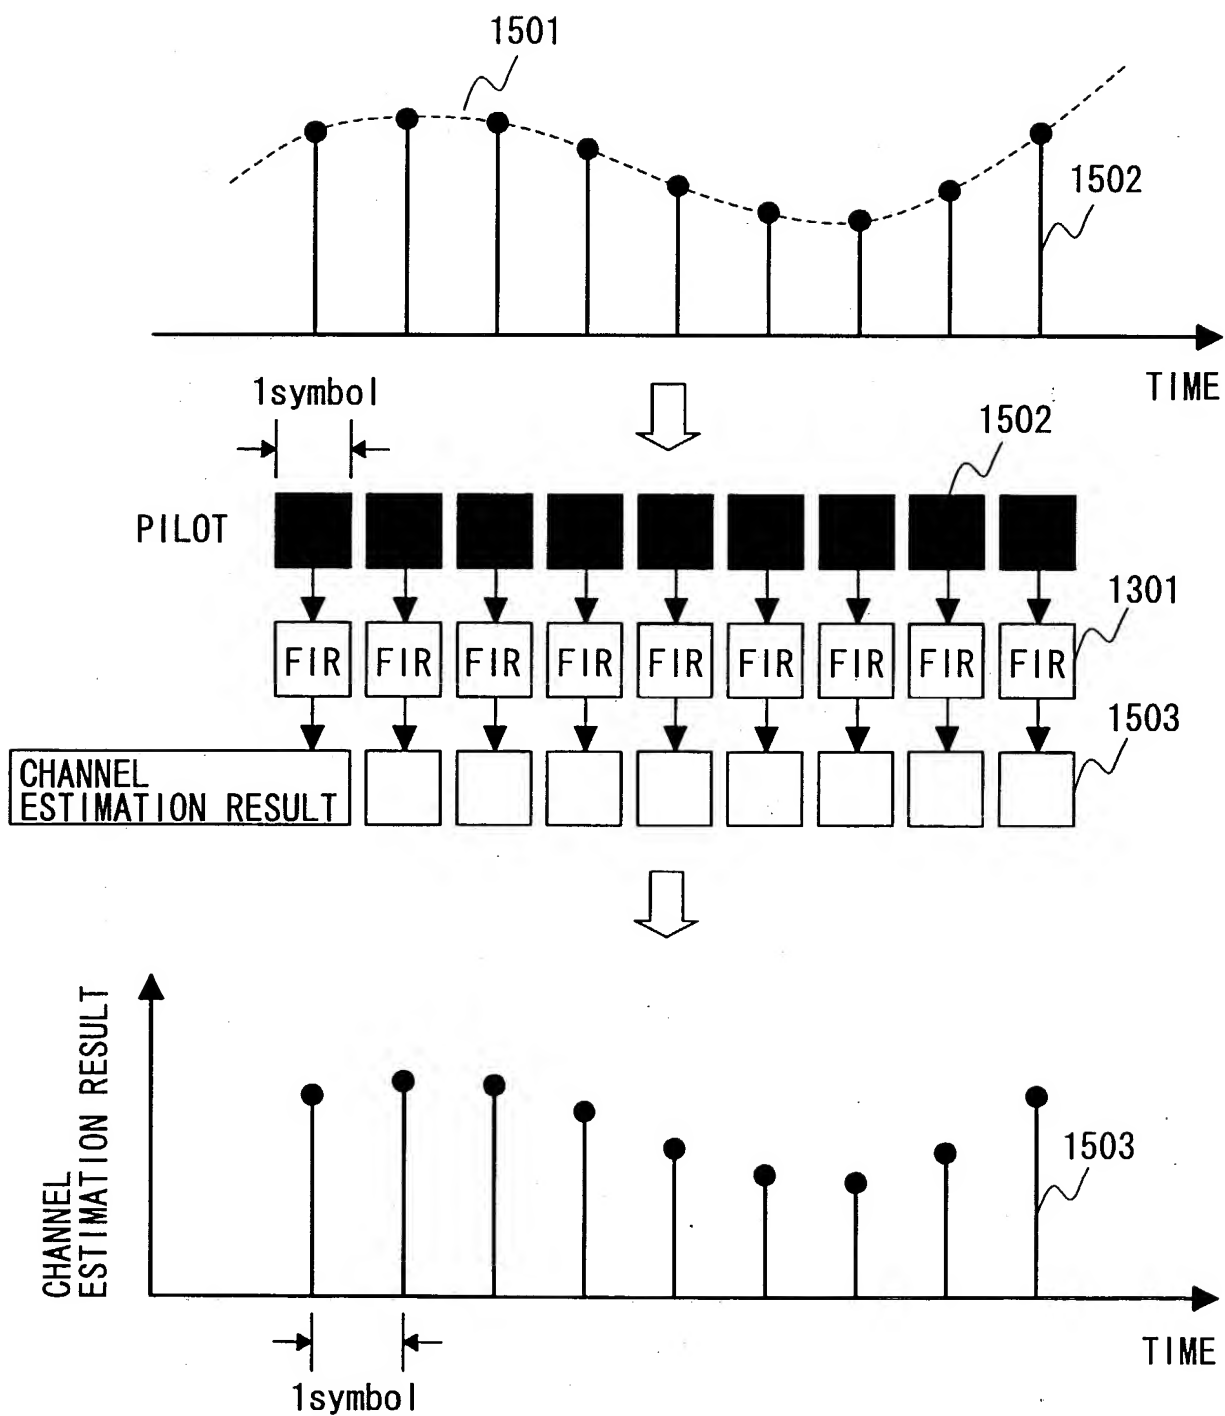 1501
1502
TIME
1symbol
1502
PILOT
FIR FIR FIR FIR FIR FIR FIR FIR FIR
1301
1503
CHANNEL
ESTIMATION RESULT
CHANNEL
ESTIMATION RESULT
1503
TIME
1symbol